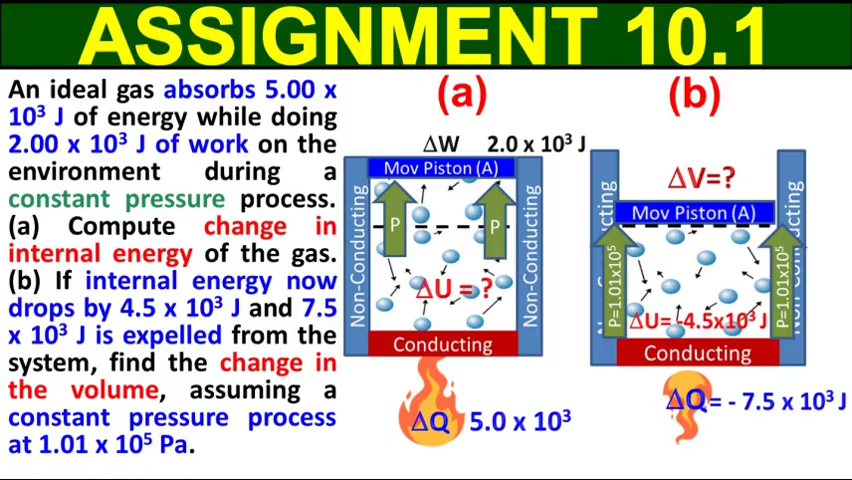 ASSIGNMENT 10.1
An ideal gas absorbs 5.00 x
10³ J of energy while doing
2.00 x 10³ J of work on the
environment during a
constant pressure process.
(a) Compute change in
internal energy of the gas.
(b) If internal energy now
drops by 4.5 x 10³ J and 7.5
x 10³ J is expelled from the
system, find the change in
the volume, assuming a
constant pressure process
at 1.01 x 10⁵ Pa.
(a)
ΔW 2.0 x 10³ J
Mov Piston (A)
Non-Conducting
P
P
Non-Conducting
ΔU = ?
Conducting
ΔQ 5.0 x 10³
(b)
ΔV=?
Mov Piston (A)
P=1.01x10⁵
P=1.01x10⁵
ΔU= -4.5x10³ J
Conducting
ΔQ= - 7.5 x 10³ J